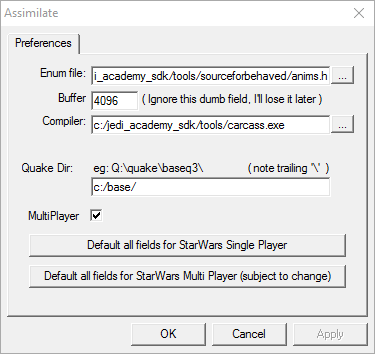 Assimilate
Preferences
Enum file: i_academy_sdk/tools/sourceforbehaved/anims.h ...
Buffer 4096 ( Ignore this dumb field, I'll lose it later )
Compiler: c:/jedi_academy_sdk/tools/carcass.exe ...
Quake Dir: eg: Q:\quake\baseq3\ ( note trailing '\' )
c:/base/
MultiPlayer
Default all fields for StarWars Single Player
Default all fields for StarWars Multi Player (subject to change)
OK Cancel Apply